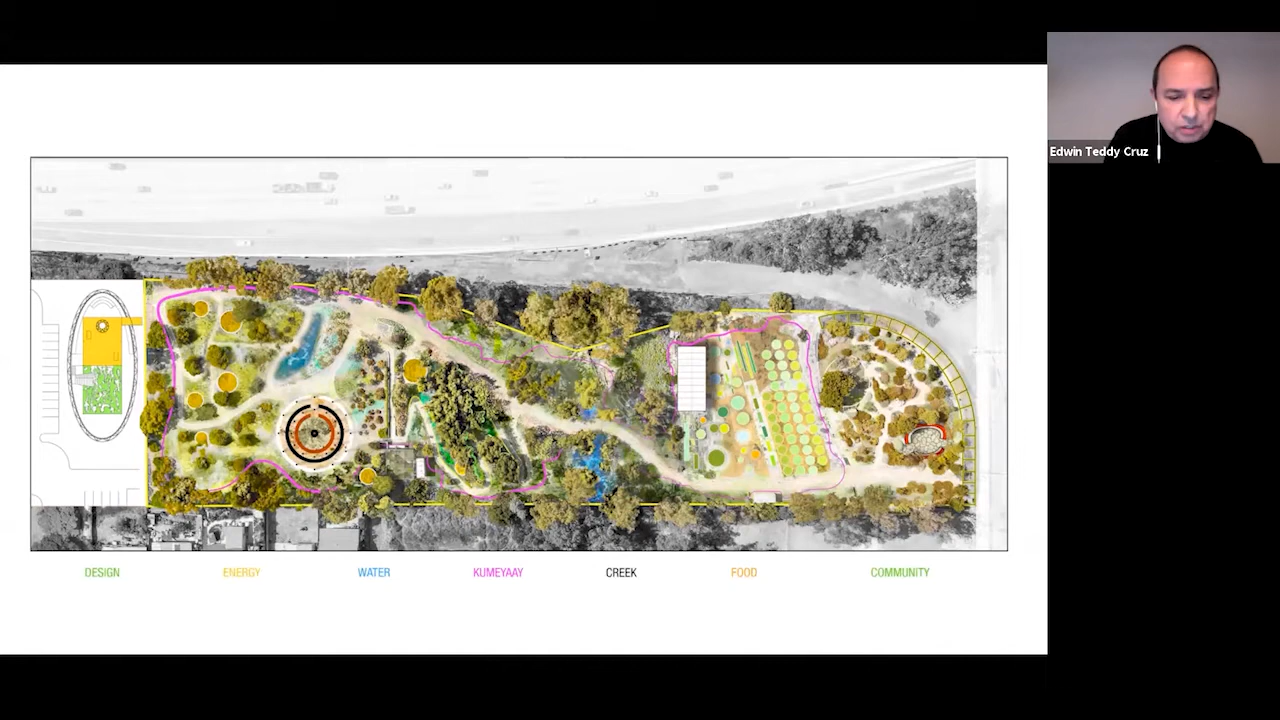 Edwin Teddy Cruz
DESIGN
ENERGY
WATER
KUMEYAAY
CREEK
FOOD
COMMUNITY